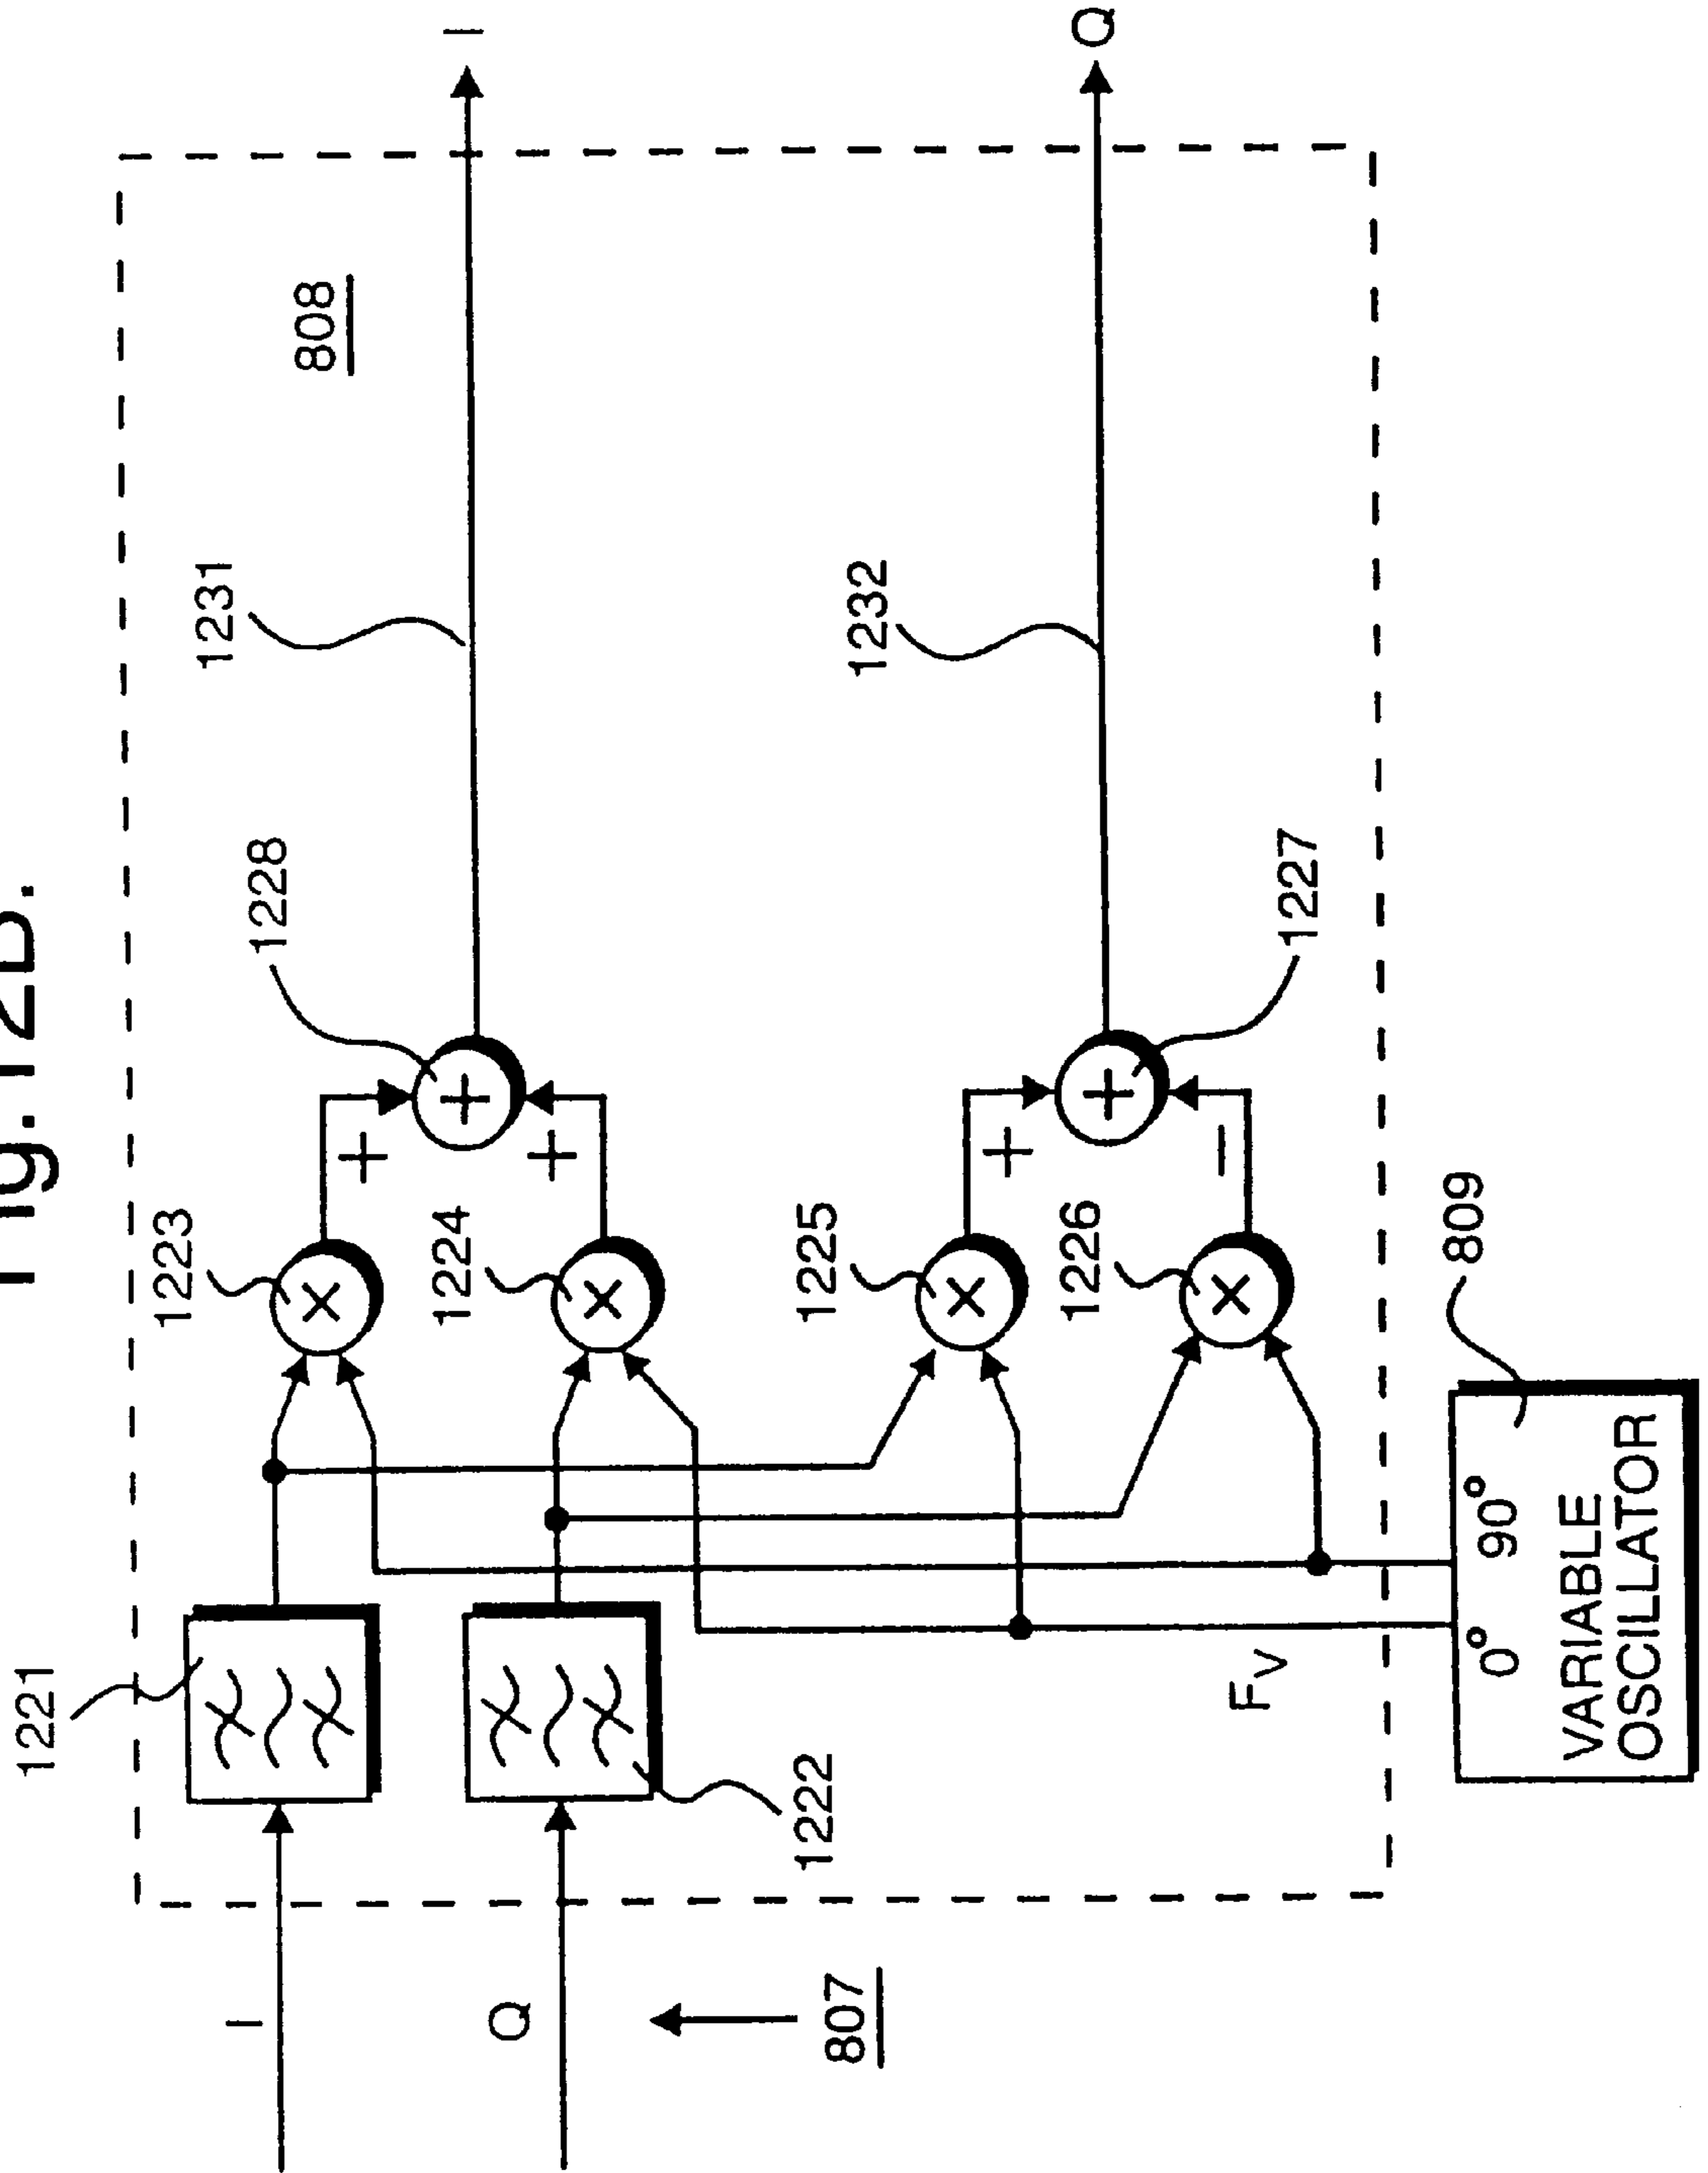 Fig.12B.
1221
1223
1228
1231
808
I
I
+
1224
+
Q
1222
807
1225
+
1232
Q
1226
−
1227
F_V
0° 90°
VARIABLE
OSCILLATOR
809